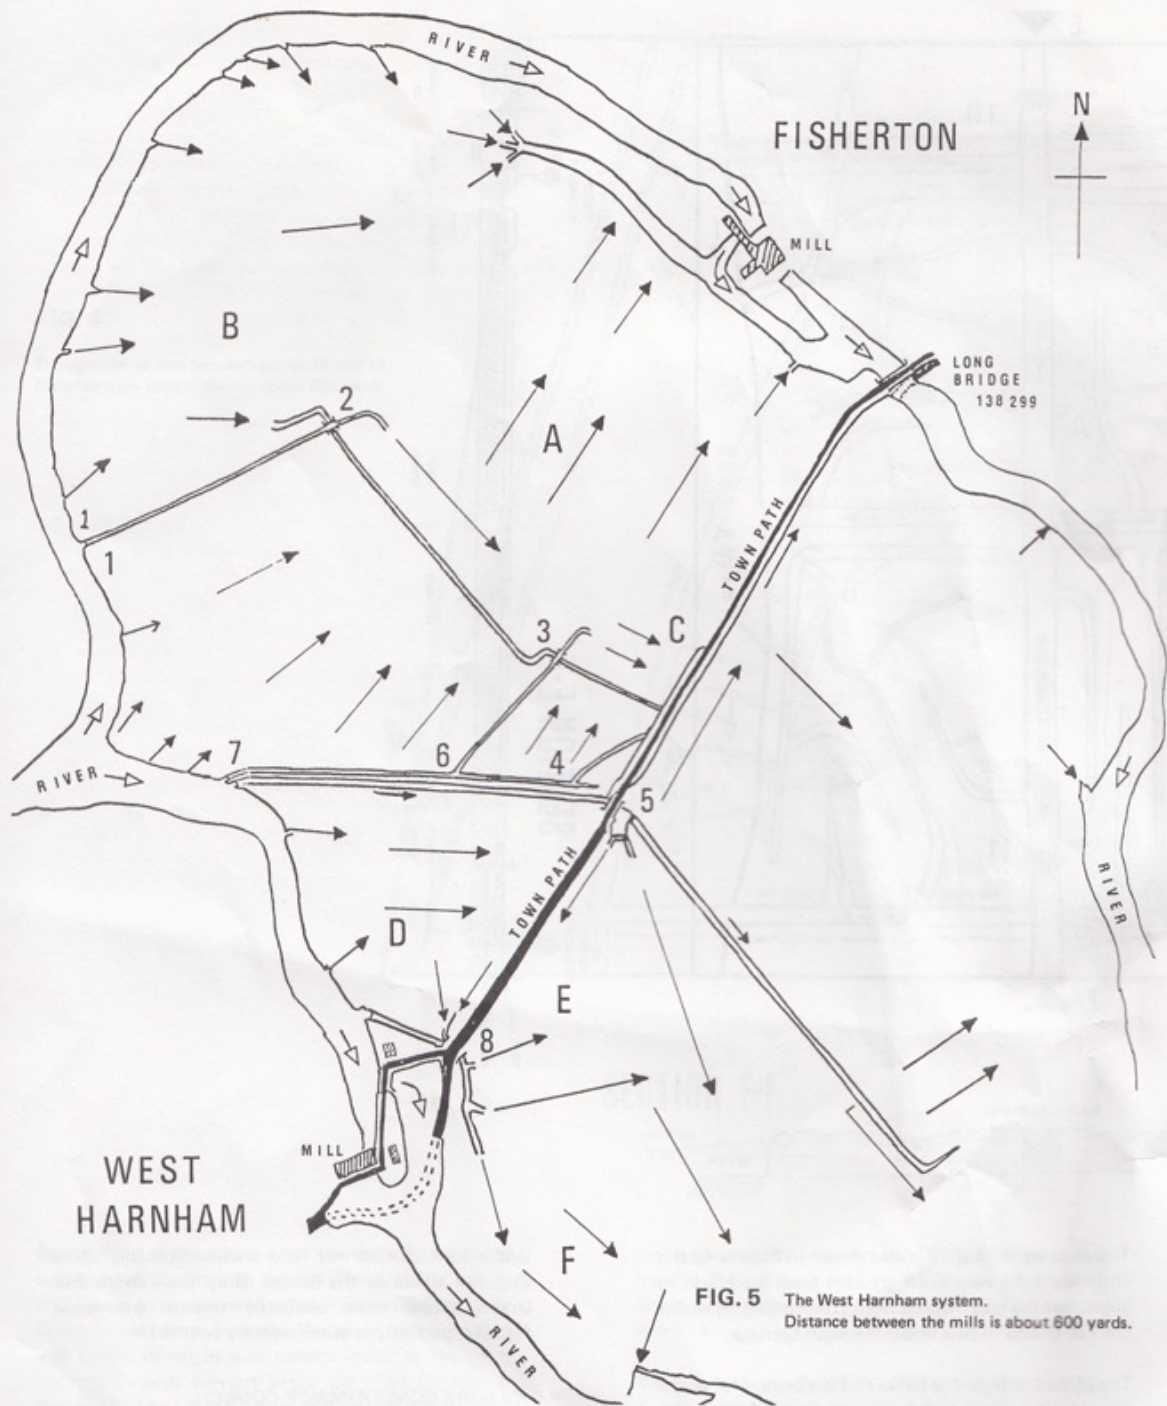 RIVER
FISHERTON
N
MILL
B
LONG
BRIDGE
138 299
2
A
1
1
TOWN PATH
3
C
7
6
4
RIVER
5
RIVER
TOWN PATH
D
E
8
MILL
WEST
HARNHAM
F
FIG. 5 The West Harnham system.
Distance between the mills is about 600 yards.
RIVER